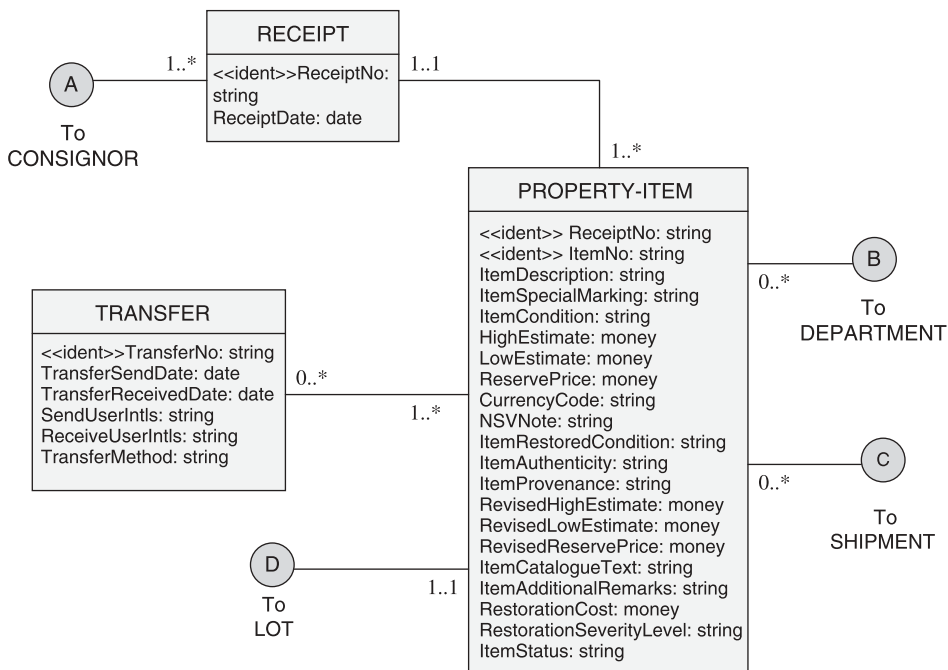 RECEIPT
<<ident>>ReceiptNo:
string
ReceiptDate: date
1..*
1..1
A
To
CONSIGNOR
1..*
PROPERTY-ITEM
<<ident>> ReceiptNo: string
<<ident>> ItemNo: string
ItemDescription: string
ItemSpecialMarking: string
ItemCondition: string
HighEstimate: money
LowEstimate: money
ReservePrice: money
CurrencyCode: string
NSVNote: string
ItemRestoredCondition: string
ItemAuthenticity: string
ItemProvenance: string
RevisedHighEstimate: money
RevisedLowEstimate: money
RevisedReservePrice: money
ItemCatalogueText: string
ItemAdditionalRemarks: string
RestorationCost: money
RestorationSeverityLevel: string
ItemStatus: string
B
0..*
To
DEPARTMENT
TRANSFER
<<ident>>TransferNo: string
TransferSendDate: date
TransferReceivedDate: date
SendUserIntls: string
ReceiveUserIntls: string
TransferMethod: string
0..*
1..*
C
0..*
To
SHIPMENT
D
1..1
To
LOT